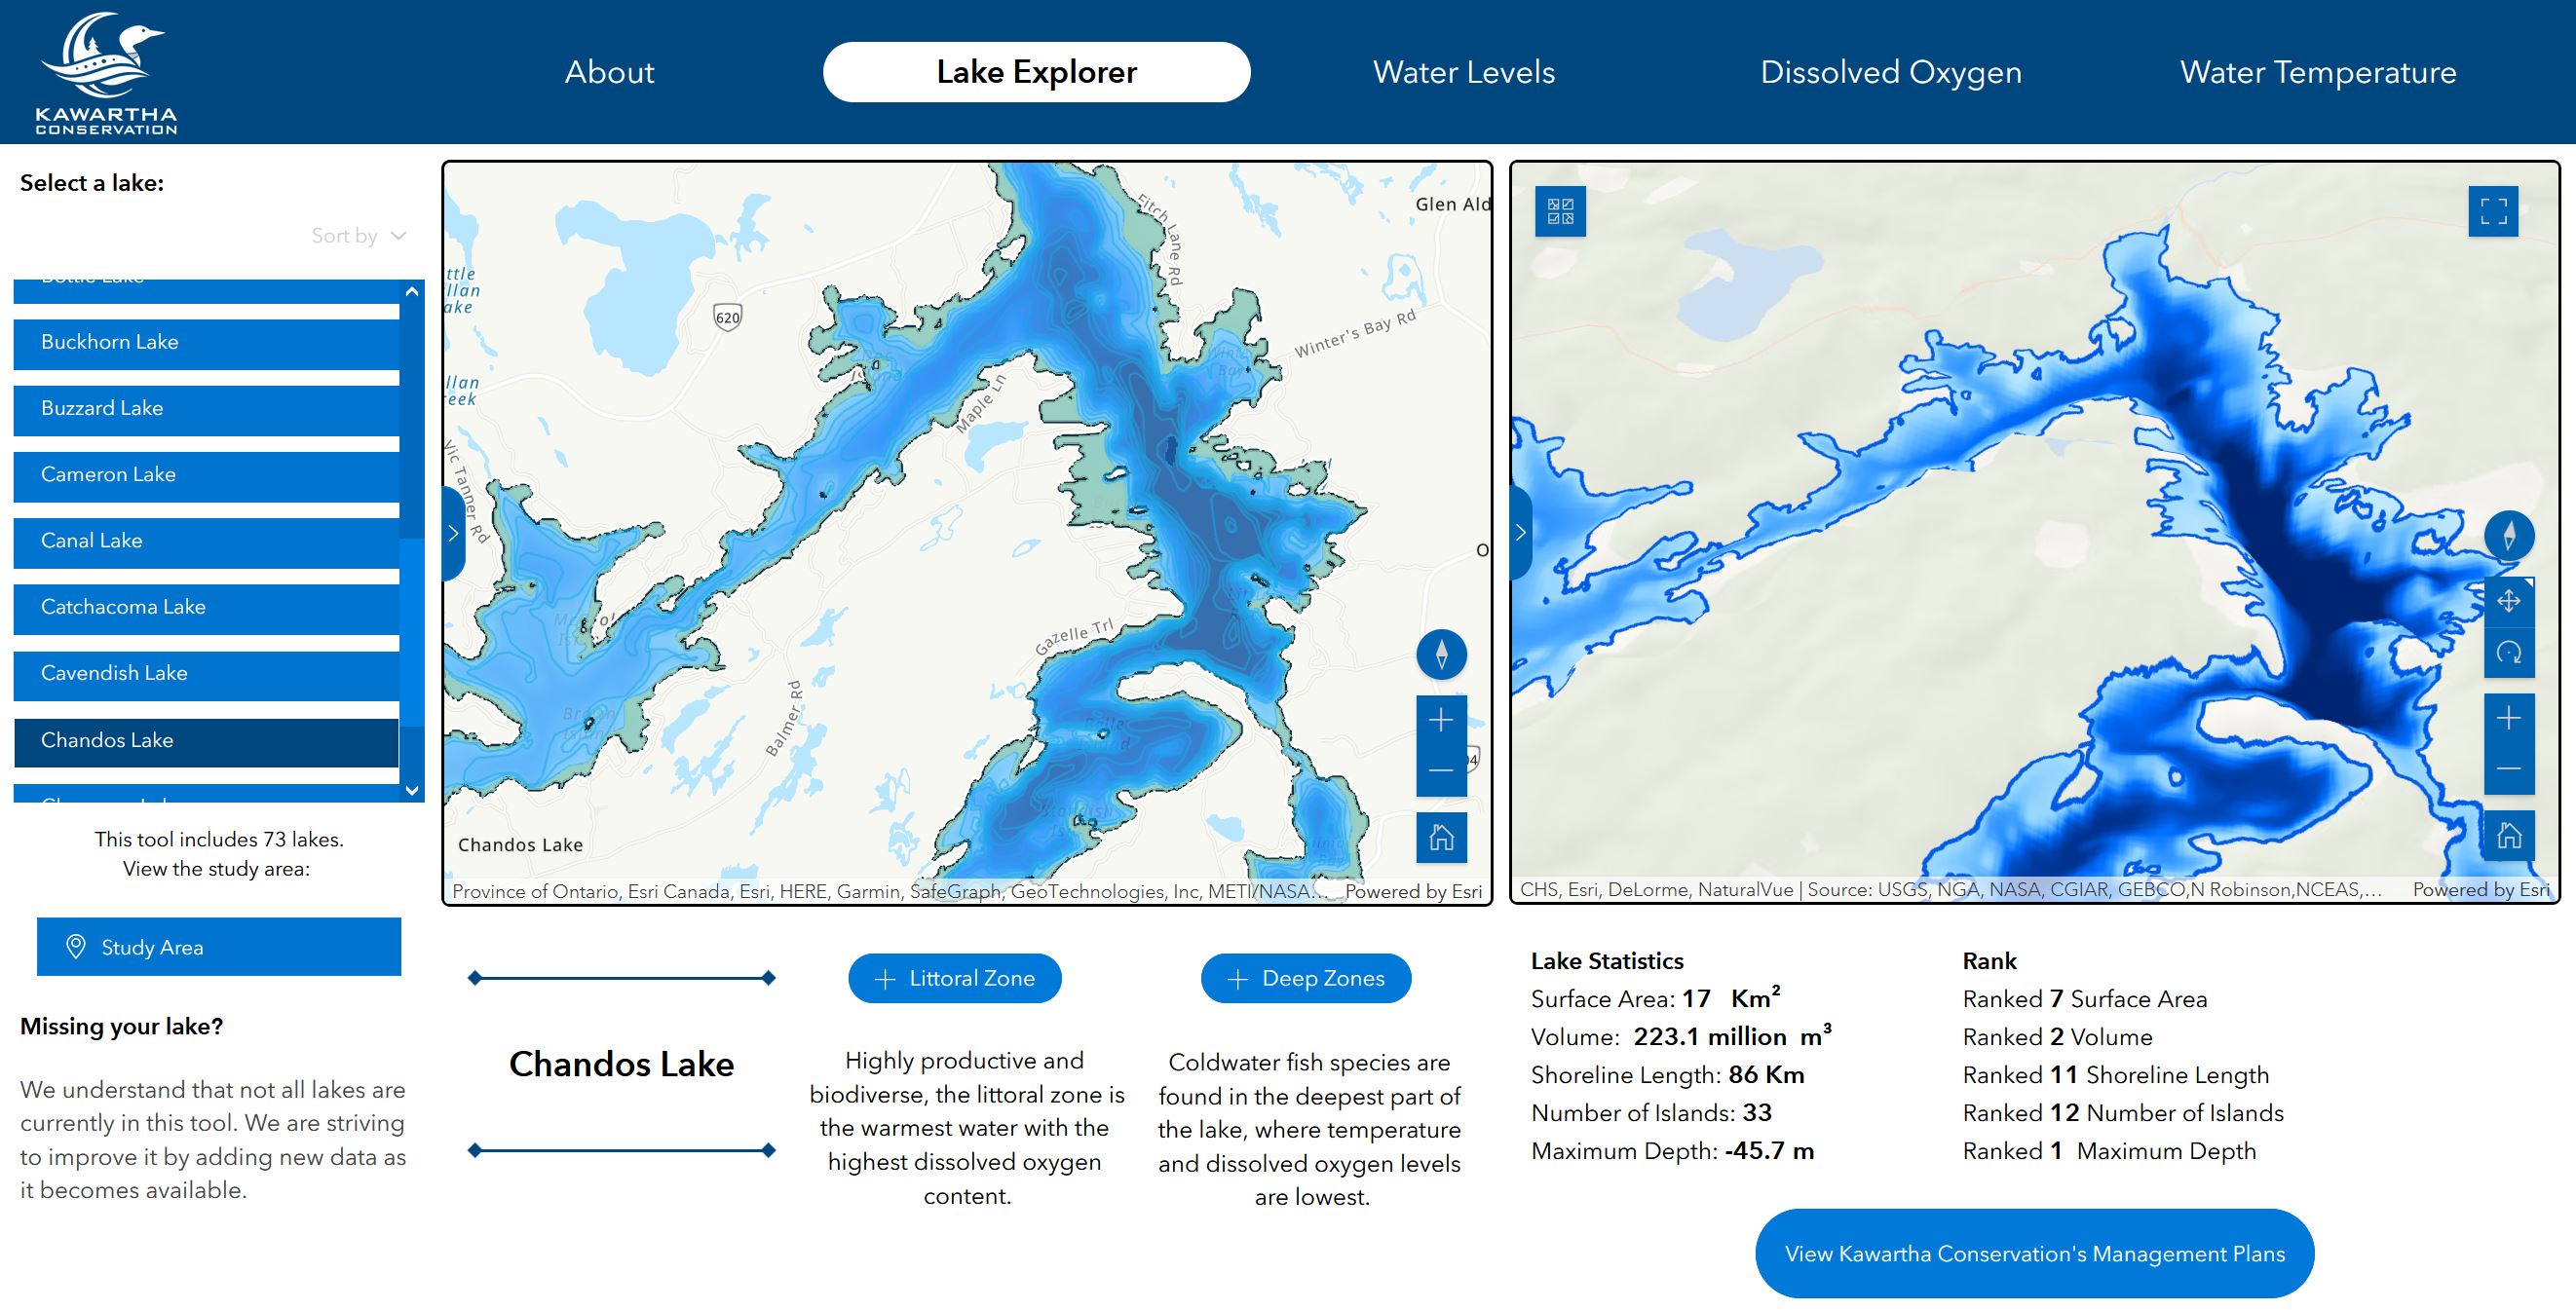 KAWARTHA
CONSERVATION
About
Lake Explorer
Water Levels
Dissolved Oxygen
Water Temperature
Select a lake:
Sort by
Buckhorn Lake
Buzzard Lake
Cameron Lake
Canal Lake
Catchacoma Lake
Cavendish Lake
Chandos Lake
This tool includes 73 lakes.
View the study area:
Study Area
Missing your lake?
We understand that not all lakes are
currently in this tool. We are striving
to improve it by adding new data as
it becomes available.
Glen Ald
Fitch Lane Rd
ttle
llan
ake
620
Winter's Bay Rd
llan
reek
Maple Ln
Vic Tanner Rd
O
Gazelle Trl
Balmer Rd
04
Chandos Lake
Province of Ontario, Esri Canada, Esri, HERE, Garmin, SafeGraph, GeoTechnologies, Inc, METI/NASA... Powered by Esri
CHS, Esri, DeLorme, NaturalVue | Source: USGS, NGA, NASA, CGIAR, GEBCO,N Robinson,NCEAS,... Powered by Esri
Chandos Lake
Littoral Zone
Highly productive and
biodiverse, the littoral zone is
the warmest water with the
highest dissolved oxygen
content.
Deep Zones
Coldwater fish species are
found in the deepest part of
the lake, where temperature
and dissolved oxygen levels
are lowest.
Lake Statistics
Surface Area: 17 Km²
Volume: 223.1 million m³
Shoreline Length: 86 Km
Number of Islands: 33
Maximum Depth: -45.7 m
Rank
Ranked 7 Surface Area
Ranked 2 Volume
Ranked 11 Shoreline Length
Ranked 12 Number of Islands
Ranked 1 Maximum Depth
View Kawartha Conservation's Management Plans